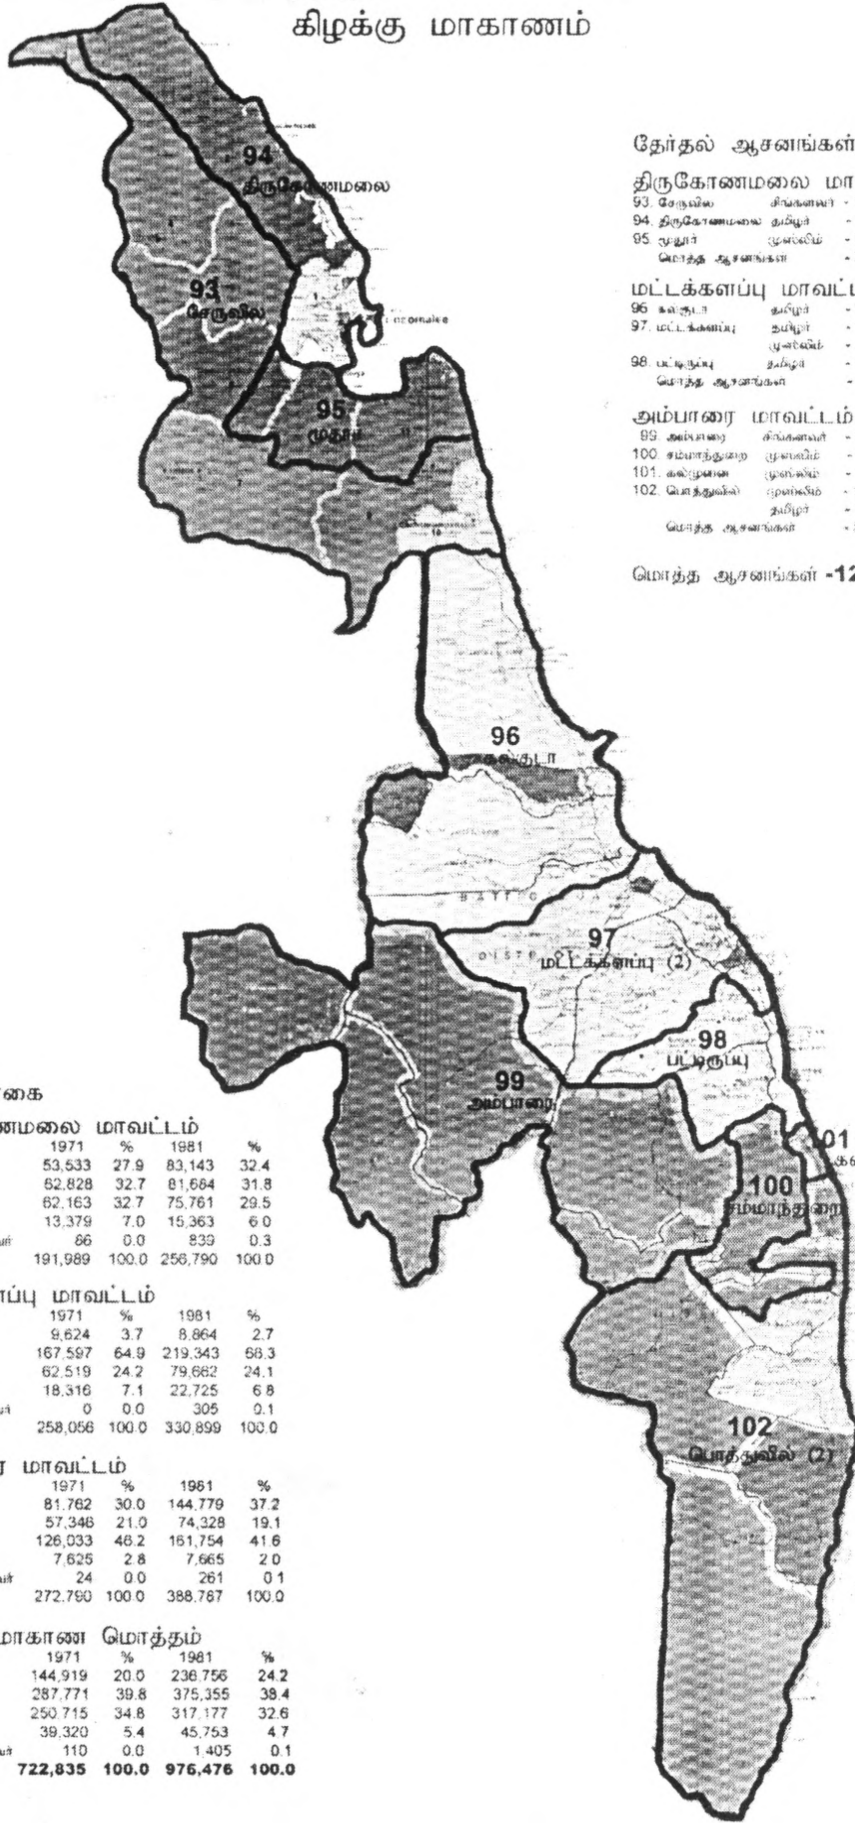 கிழக்கு மாகாணம்
தேர்தல் ஆசனங்கள்
திருகோணமலை மா
93. சேருவில சிங்களவர் -
94. திருகோணமலை தமிழர் -
95. மூதூர் முஸ்லிம் -
மொத்த ஆசனங்கள் -
மட்டக்களப்பு மாவட்ட
96 கல்குடா தமிழர் -
97. மட்டக்களப்பு தமிழர் -
முஸ்லிம் -
98. பட்டிருப்பு தமிழர் -
மொத்த ஆசனங்கள் -
அம்பாரை மாவட்டம்
99. அம்பாரை சிங்களவர் -
100. சம்மாந்துறை முஸ்லிம் -
101. கல்முனை முஸ்லிம் -
102. பொத்துவில் முஸ்லிம் -
தமிழர் -
மொத்த ஆசனங்கள் -
மொத்த ஆசனங்கள் -12
94
திருகோணமலை
93
சேருவில
95
மூதூர்
96
கல்குடா
97
மட்டக்களப்பு (2)
98
பட்டிருப்பு
99
அம்பாரை
01
க
100
சம்மாந்துறை
102
பொத்துவில் (2)
கை
ணமலை மாவட்டம்
1971 % 1981 %
53,533 27.9 83,143 32.4
62,828 32.7 81,684 31.8
62,163 32.7 75,761 29.5
13,379 7.0 15,363 6.0
86 0.0 839 0.3
191,989 100.0 256,790 100.0
ப்பு மாவட்டம்
1971 % 1981 %
9,624 3.7 8,864 2.7
167,597 64.9 219,343 66.3
62,519 24.2 79,662 24.1
18,316 7.1 22,725 6.8
0 0.0 305 0.1
258,056 100.0 330,899 100.0
ர மாவட்டம்
1971 % 1981 %
81,762 30.0 144,779 37.2
57,346 21.0 74,328 19.1
126,033 46.2 161,754 41.6
7,625 2.8 7,665 2.0
24 0.0 261 0.1
272,790 100.0 388,767 100.0
மாகாண மொத்தம்
1971 % 1981 %
144,919 20.0 236,756 24.2
287,771 39.8 375,355 38.4
250,715 34.8 317,177 32.6
39,320 5.4 45,753 4.7
110 0.0 1,405 0.1
722,835 100.0 976,476 100.0